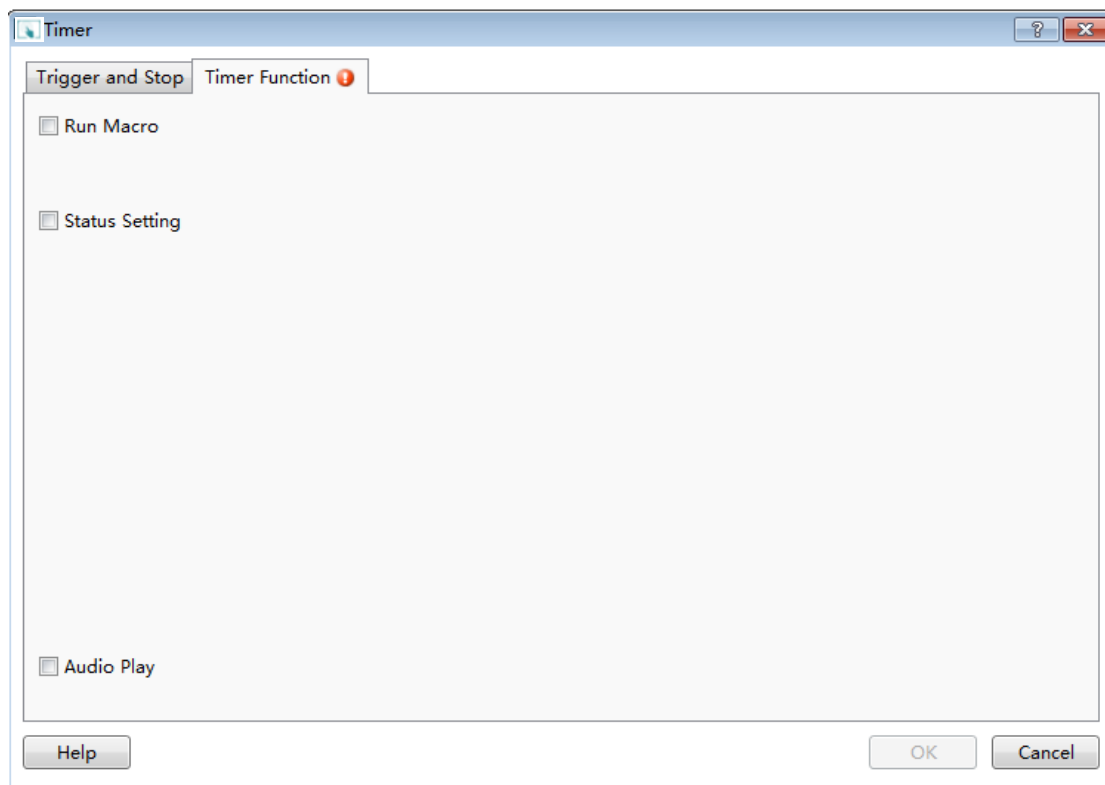 Timer
Trigger and Stop
Timer Function
Run Macro
Status Setting
Audio Play
Help
OK
Cancel